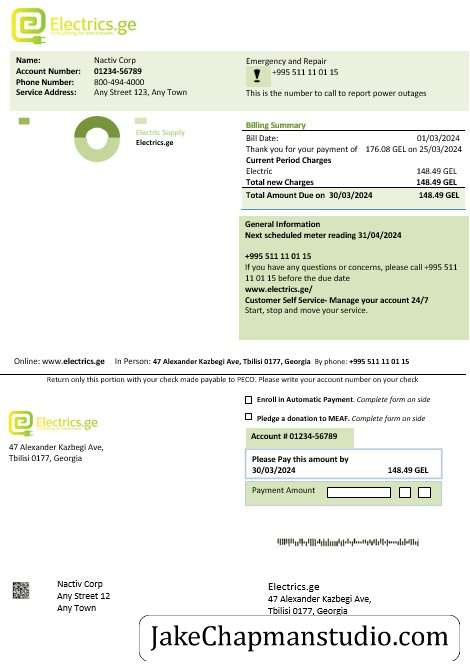 Electrics.ge
Name: Nactiv Corp
Account Number: 01234-56789
Phone Number: 800-494-4000
Service Address: Any Street 123, Any Town
Emergency and Repair
+995 511 11 01 15
This is the number to call to report power outages
Electric Supply
Electrics.ge
Billing Summary
Bill Date: 01/03/2024
Thank you for your payment of 176.08 GEL on 25/03/2024
Current Period Charges
Electric 148.49 GEL
Total new Charges 148.49 GEL
Total Amount Due on 30/03/2024 148.49 GEL
General Information
Next scheduled meter reading 31/04/2024
+995 511 11 01 15
If you have any questions or concerns, please call +995 511
11 01 15 before the due date
www.electrics.ge/
Customer Self Service- Manage your account 24/7
Start, stop and move your service.
Online: www.electrics.ge In Person: 47 Alexander Kazbegi Ave, Tbilisi 0177, Georgia By phone: +995 511 11 01 15
Return only this portion with your check made payable to PECO. Please write your account number on your check
Electrics.ge
47 Alexander Kazbegi Ave,
Tbilisi 0177, Georgia
Enroll in Automatic Payment. Complete form on side
Pledge a donation to MEAF. Complete form on side
Account # 01234-56789
Please Pay this amount by
30/03/2024 148.49 GEL
Payment Amount
Nactiv Corp
Any Street 12
Any Town
Electrics.ge
47 Alexander Kazbegi Ave,
Tbilisi 0177, Georgia
JakeChapmanstudio.com